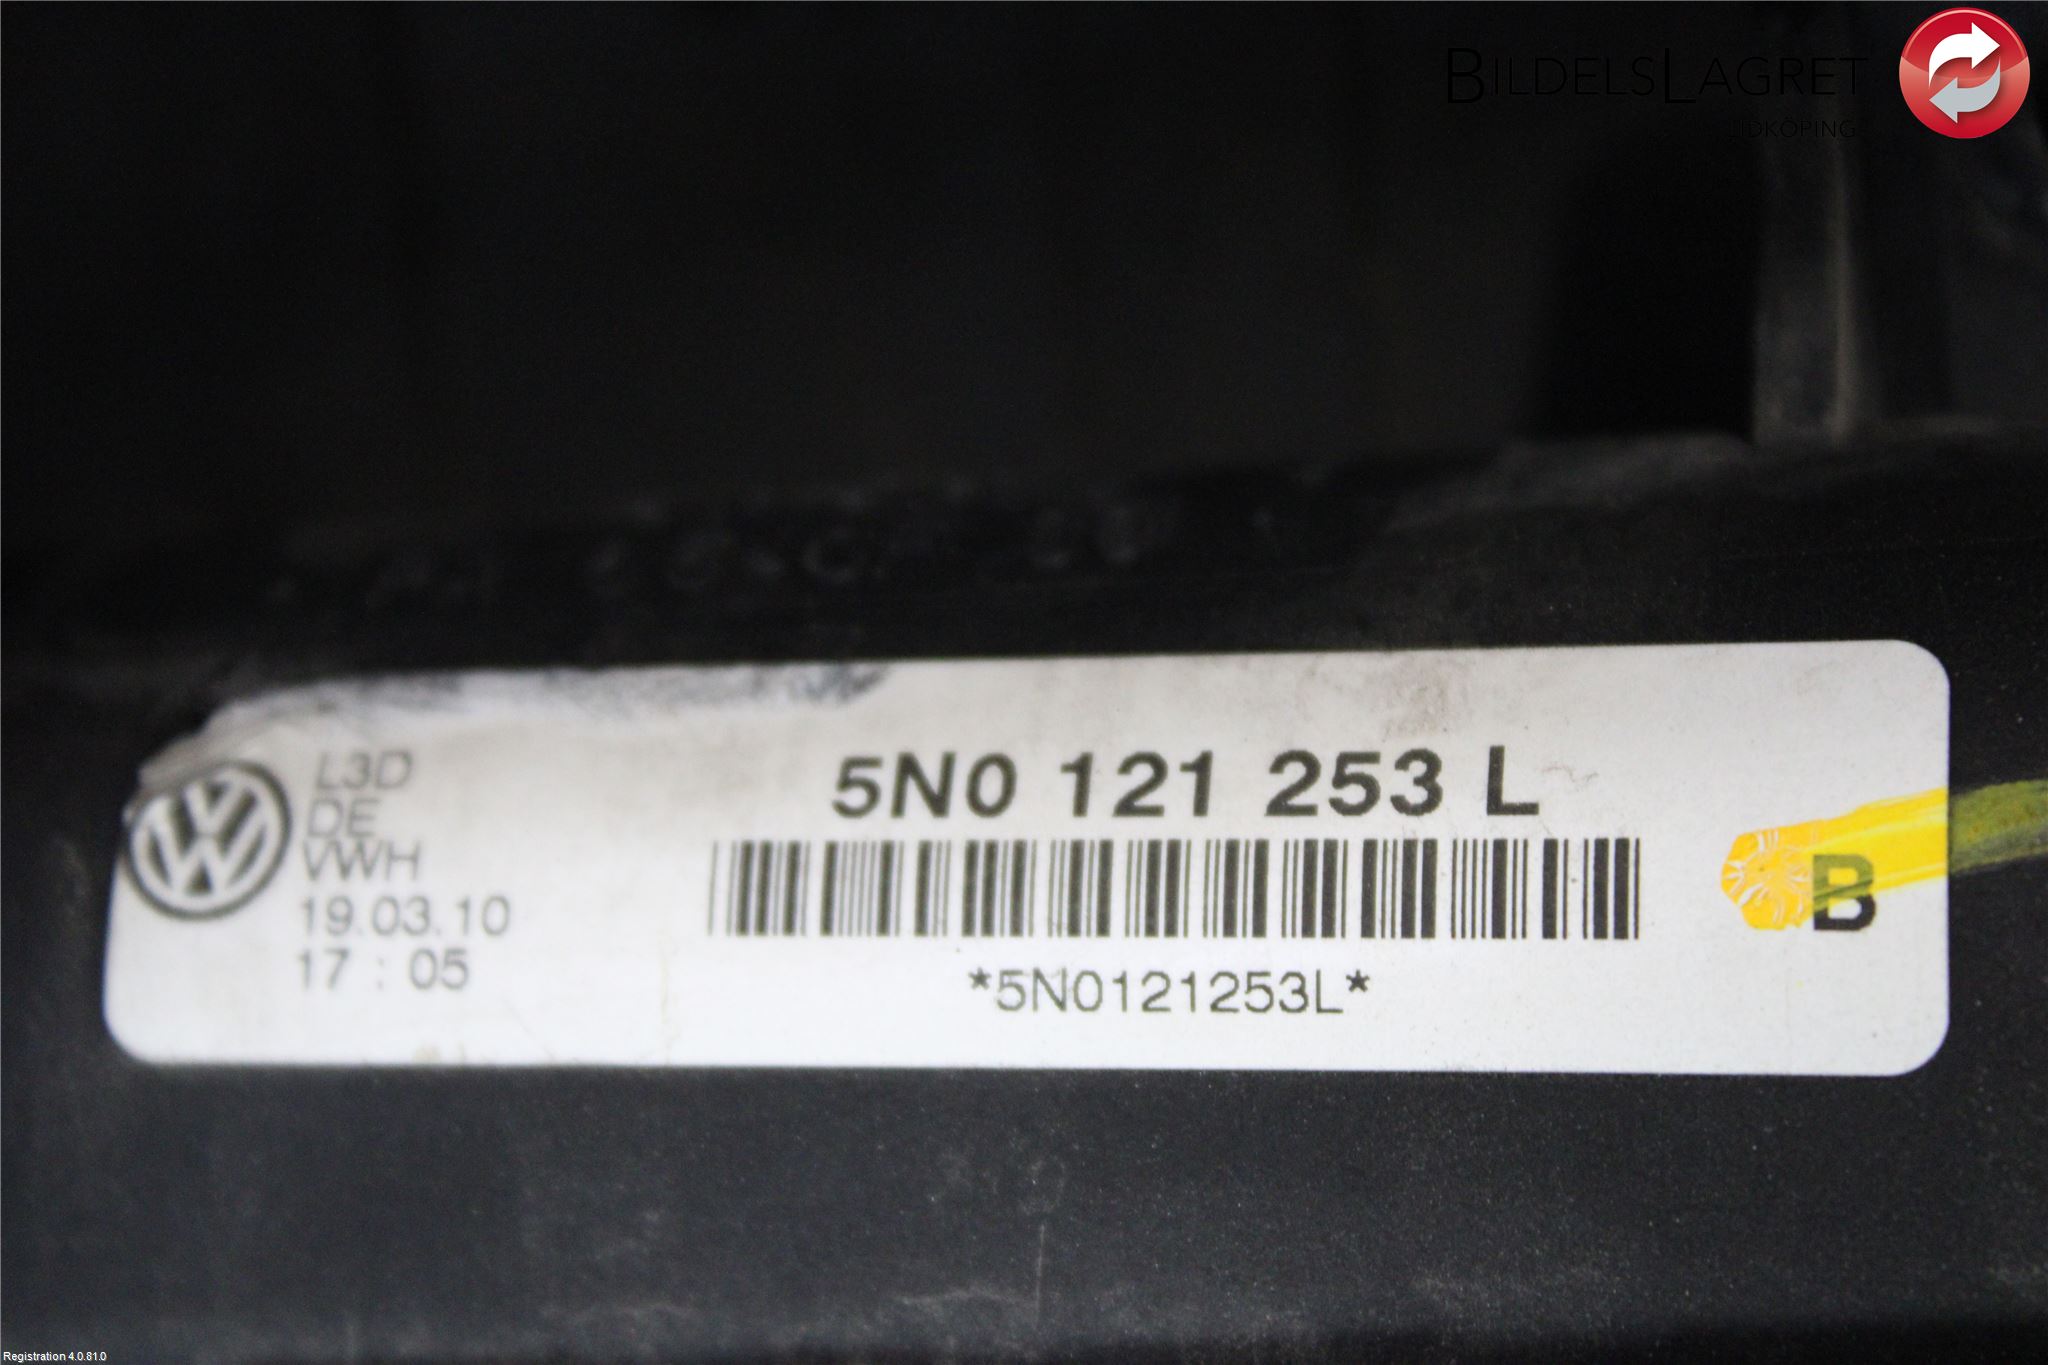 BILDELSLAGRET
LIDKÖPING
L3D
DE
VWH
19.03.10
17 : 05
5N0 121 253 L
*5N0121253L*
B
Registration 4.0.81.0